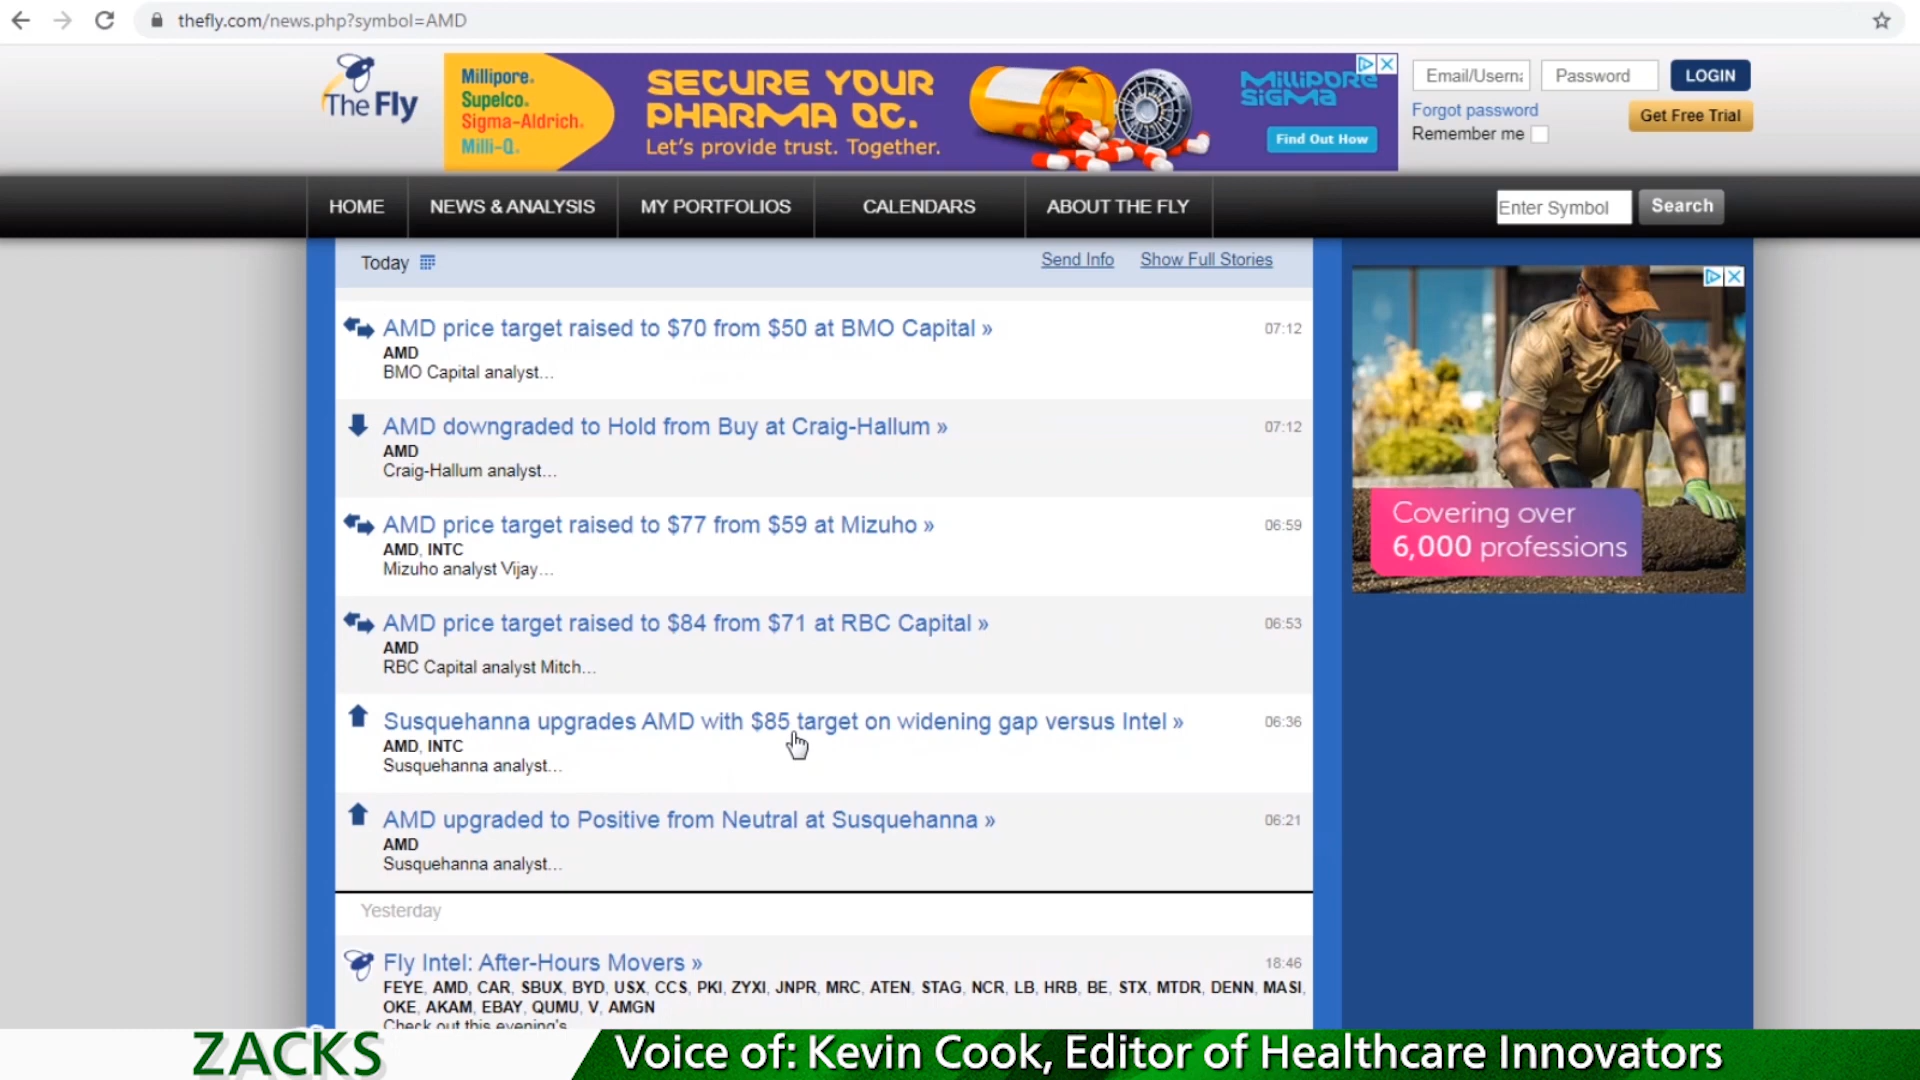 thefly.com/news.php?symbol=AMD
The Fly
Millipore.
Supelco.
Sigma-Aldrich.
Milli-Q.
SECURE YOUR
PHARMA QC.
Let's provide trust. Together.
MILLIPORE
SIGMA
Find Out How
Email/Userna
Password
LOGIN
Forgot password
Remember me
Get Free Trial
HOME
NEWS & ANALYSIS
MY PORTFOLIOS
CALENDARS
ABOUT THE FLY
Enter Symbol
Search
Today
Send Info
Show Full Stories
AMD price target raised to $70 from $50 at BMO Capital »
07:12
AMD
BMO Capital analyst...
AMD downgraded to Hold from Buy at Craig-Hallum »
07:12
AMD
Craig-Hallum analyst...
AMD price target raised to $77 from $59 at Mizuho »
06:59
AMD, INTC
Mizuho analyst Vijay...
AMD price target raised to $84 from $71 at RBC Capital »
06:53
AMD
RBC Capital analyst Mitch...
Susquehanna upgrades AMD with $85 target on widening gap versus Intel »
06:36
AMD, INTC
Susquehanna analyst...
AMD upgraded to Positive from Neutral at Susquehanna »
06:21
AMD
Susquehanna analyst...
Yesterday
Fly Intel: After-Hours Movers »
18:46
FEYE, AMD, CAR, SBUX, BYD, USX, CCS, PKI, ZYXI, JNPR, MRC, ATEN, STAG, NCR, LB, HRB, BE, STX, MTDR, DENN, MASI,
OKE, AKAM, EBAY, QUMU, V, AMGN
Check out this evening's
Covering over
6,000 professions
ZACKS
Voice of: Kevin Cook, Editor of Healthcare Innovators